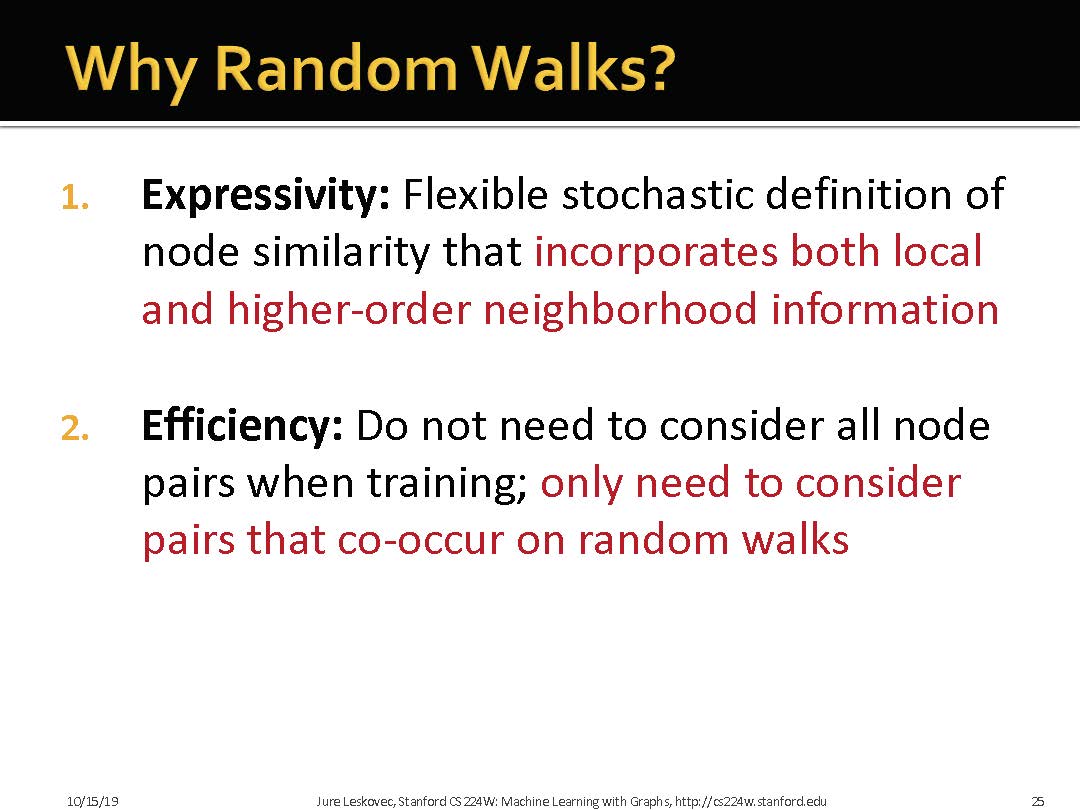 Why Random Walks?
1. Expressivity: Flexible stochastic definition of
node similarity that incorporates both local
and higher-order neighborhood information
2. Efficiency: Do not need to consider all node
pairs when training; only need to consider
pairs that co-occur on random walks
10/15/19 Jure Leskovec, Stanford CS224W: Machine Learning with Graphs, http://cs224w.stanford.edu 25